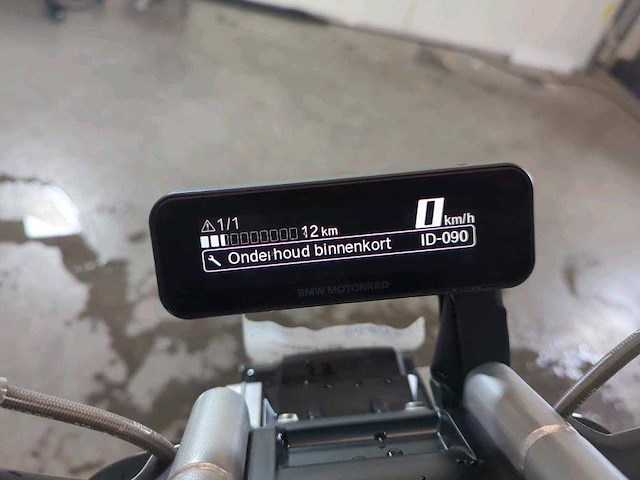 1/1
0 km/h
12 km
Onderhoud binnenkort ID-090
BMW MOTORRAD